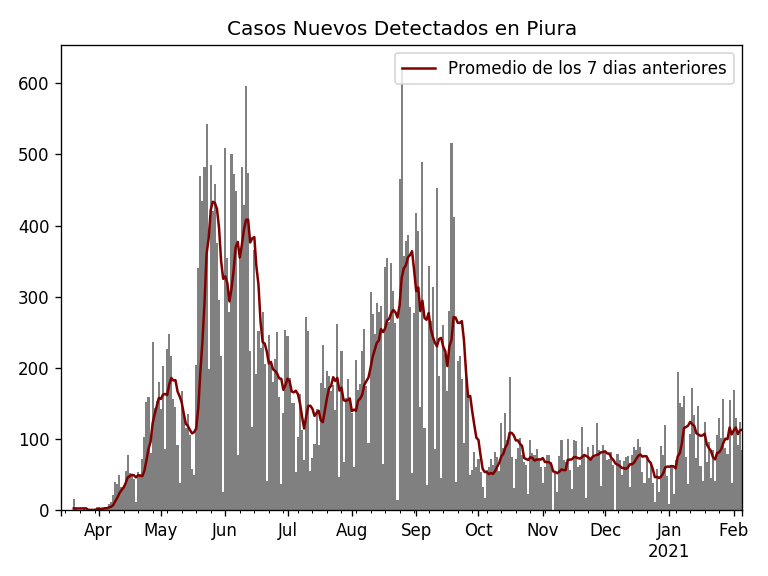 Casos Nuevos Detectados en Piura
Promedio de los 7 dias anteriores
600
500
400
300
200
100
0
Apr May Jun Jul Aug Sep Oct Nov Dec Jan Feb
2021